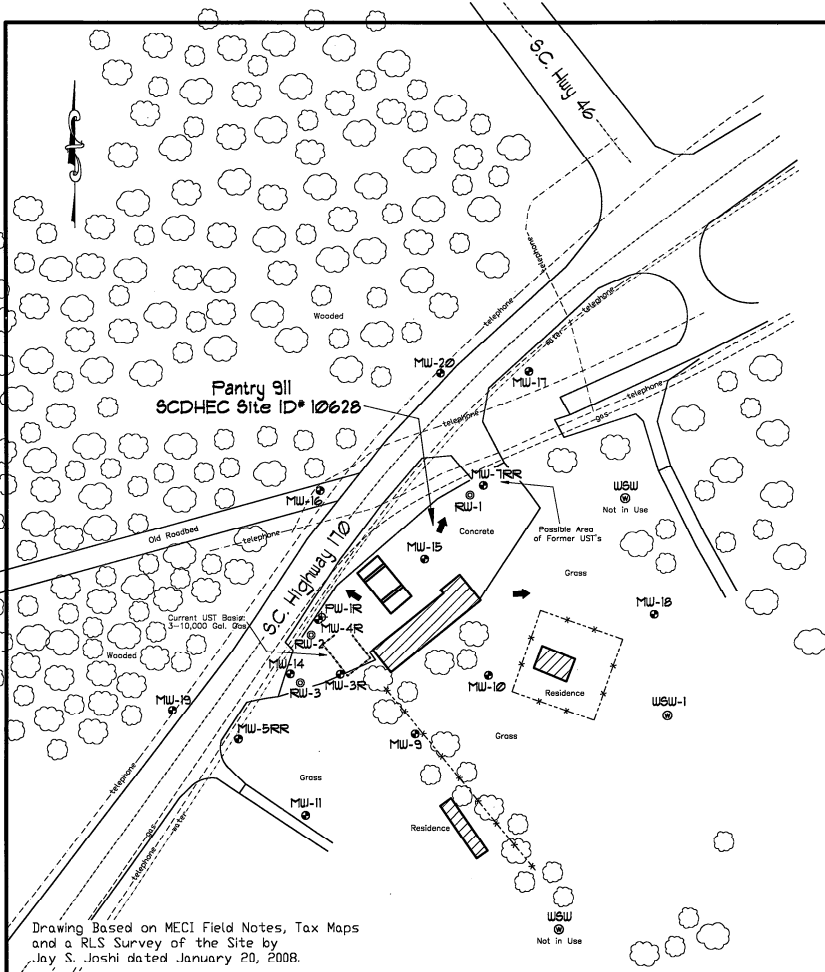 S.C. Hwy 46
telephone
Wooded
telephone
water
telephone
MW-20
MW-17
Pantry 911
SCDHEC Site ID# 10628
telephone
gas
telephone
MW-7RR
RW-1
WSW
Not in Use
MW-16
Old Roadbed
telephone
S.C. Highway 170
Concrete
Possible Area
of Former UST's
MW-15
Grass
PW-1R
MW-4R
MW-18
Current UST Basin:
3-10,000 Gal. Gas
RW-2
Wooded
MW-14
RW-3
MW-3R
MW-10
Residence
WSW-1
MW-19
MW-5RR
MW-9
Grass
telephone
Grass
MW-11
gas
water
telephone
Residence
WSW
Not in Use
Drawing Based on MECI Field Notes, Tax Maps
and a RLS Survey of the Site by
Jay S. Joshi dated January 20, 2008.